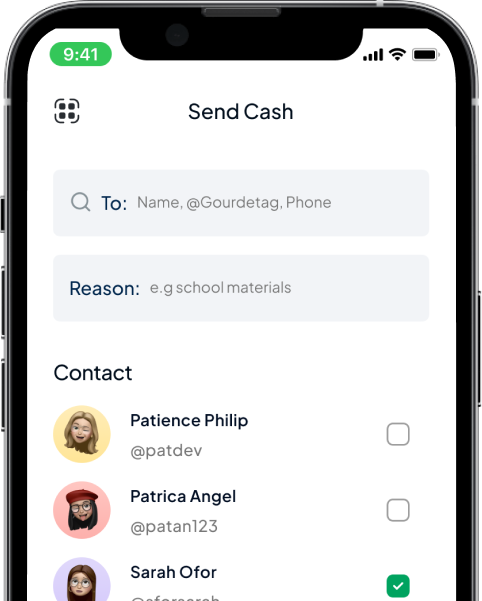 9:41
Send Cash
To: Name, @Gourdetag, Phone
Reason: e.g school materials
Contact
Patience Philip
@patdev
Patrica Angel
@patan123
Sarah Ofor